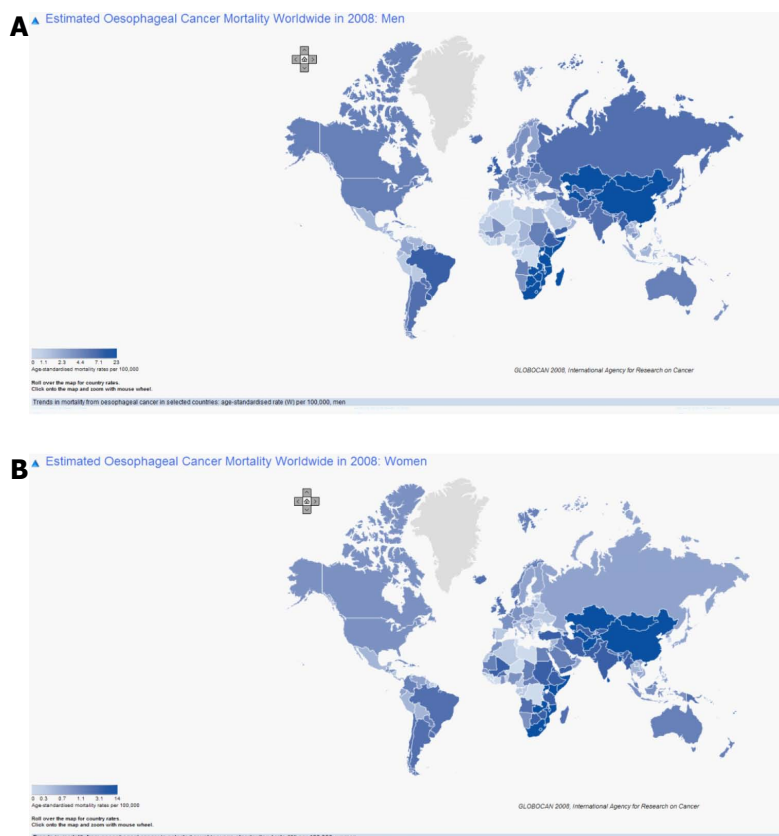 A
Estimated Oesophageal Cancer Mortality Worldwide in 2008: Men
0 1.1 2.3 4.4 7.1 23
Age-standardised mortality rates per 100,000
GLOBOCAN 2008, International Agency for Research on Cancer
Roll over the map for country rates.
Click onto the map and zoom with mouse wheel.
Trends in mortality from oesophageal cancer in selected countries: age-standardised rate (W) per 100,000, men
B
Estimated Oesophageal Cancer Mortality Worldwide in 2008: Women
0 0.3 0.7 1.1 3.1 14
Age-standardised mortality rates per 100,000
GLOBOCAN 2008, International Agency for Research on Cancer
Roll over the map for country rates.
Click onto the map and zoom with mouse wheel.